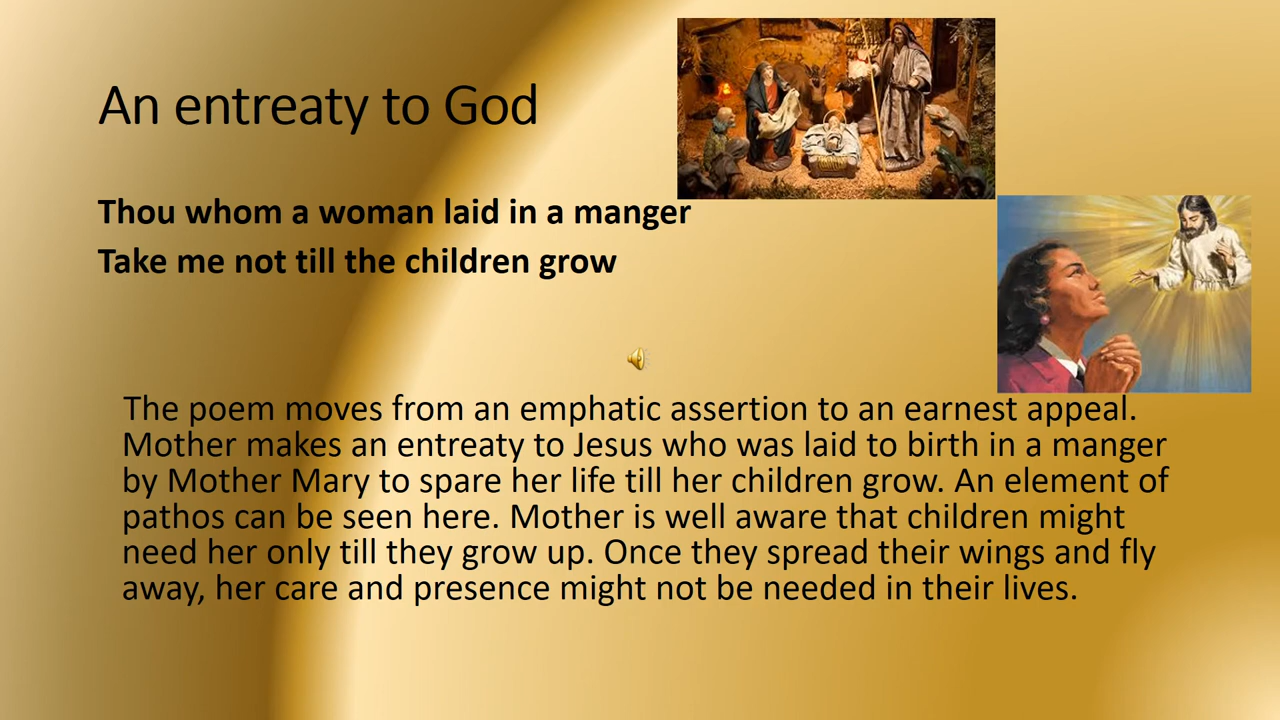 An entreaty to God
Thou whom a woman laid in a manger
Take me not till the children grow
The poem moves from an emphatic assertion to an earnest appeal.
Mother makes an entreaty to Jesus who was laid to birth in a manger
by Mother Mary to spare her life till her children grow. An element of
pathos can be seen here. Mother is well aware that children might
need her only till they grow up. Once they spread their wings and fly
away, her care and presence might not be needed in their lives.